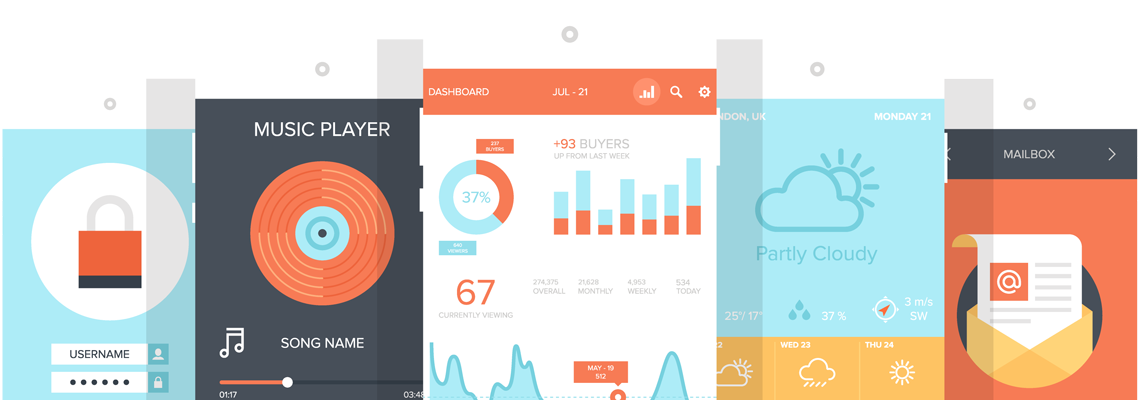 USERNAME
MUSIC PLAYER
SONG NAME
01:17
03:48
DASHBOARD
JUL - 21
237
BUYERS
37%
840
VIEWING
+93 BUYERS
UP FROM LAST WEEK
67
CURRENTLY VIEWING
274,375
OVERALL
21,628
MONTHLY
4,953
WEEKLY
534
TODAY
MAY - 19
512
NDON, UK
MONDAY 21
Partly Cloudy
25°/ 17°
37 %
3 m/s
SW
2
WED 23
THU 24
MAILBOX
@